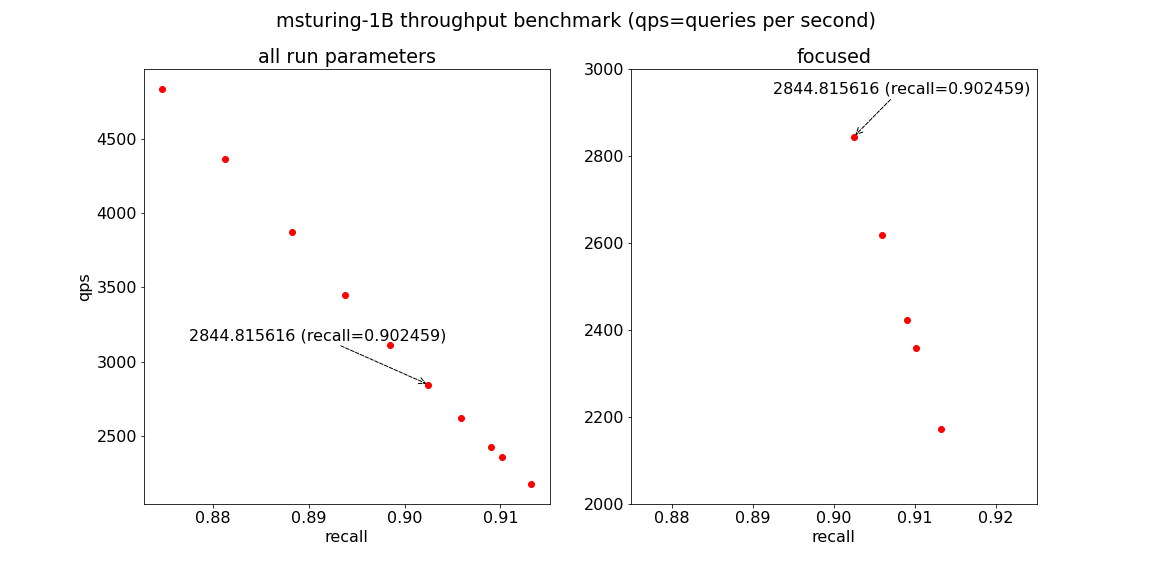 msturing-1B throughput benchmark (qps=queries per second)
all run parameters
4500
4000
3500
3000
2500
qps
2844.815616 (recall=0.902459)
0.88 0.89 0.90 0.91
recall
focused
3000
2800
2600
2400
2200
2000
2844.815616 (recall=0.902459)
0.88 0.89 0.90 0.91 0.92
recall